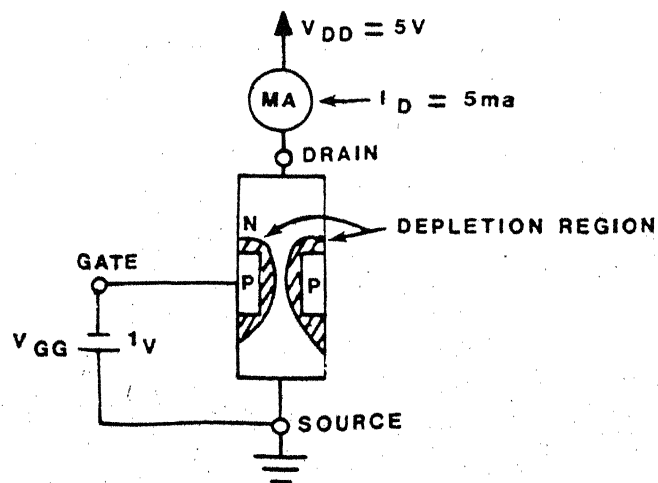 V DD = 5V
MA
I D = 5ma
DRAIN
N
DEPLETION REGION
GATE
P
P
V GG
1V
SOURCE